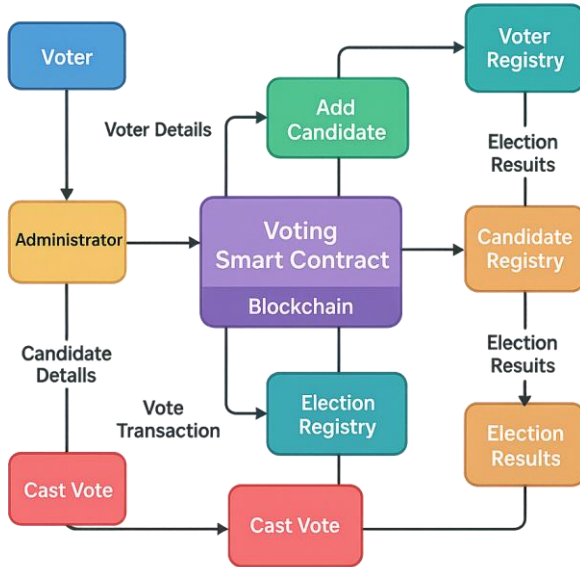 Voter
Voter
Registry
Add
Candidate
Voter Details
Election
Results
Administrator
Voting
Smart Contract
Blockchain
Candidate
Registry
Candidate
Detalls
Election
Results
Vote
Transaction
Election
Registry
Election
Results
Cast Vote
Cast Vote